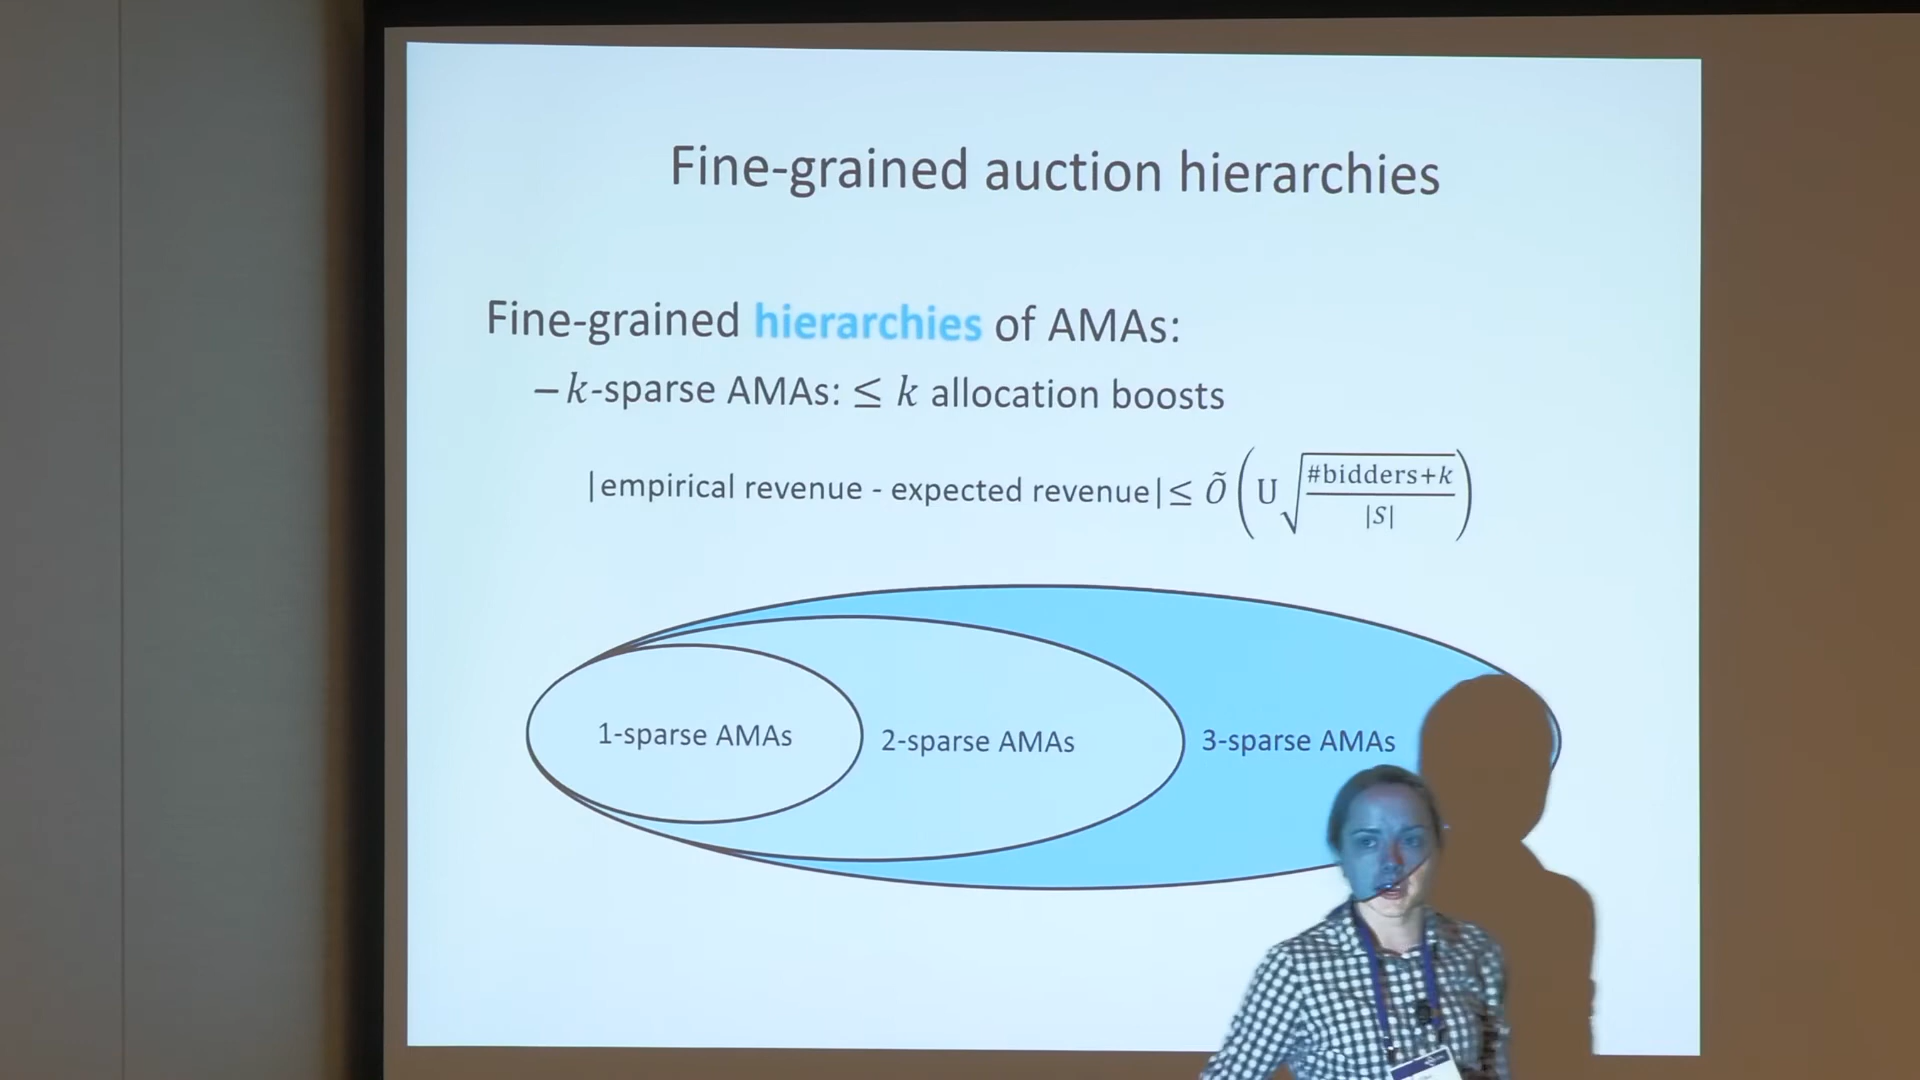 Fine-grained auction hierarchies
Fine-grained hierarchies of AMAs:
– k-sparse AMAs: ≤ k allocation boosts
|empirical revenue - expected revenue| ≤ Õ(U√(#bidders+k / |S|))
1-sparse AMAs
2-sparse AMAs
3-sparse AMAs